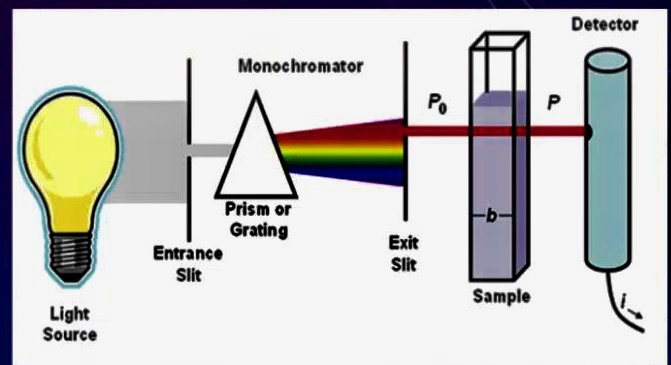 Detector
Monochromator
P₀
P
Prism or
Grating
b
Entrance
Slit
Exit
Slit
Sample
Light
Source
i